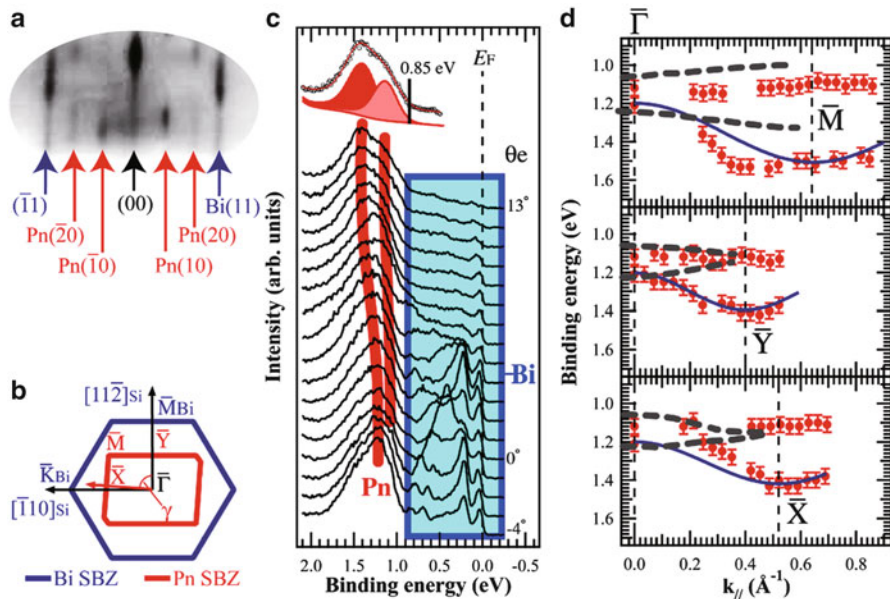 a
(1̄1)
(00)
Bi(11)
Pn(2̄0)
Pn(20)
Pn(1̄0)
Pn(10)
b
[112̄]Si
M̄Bi
M̄
Ȳ
K̄Bi
X̄
Γ̄
[1̄10]Si
γ
Bi SBZ
Pn SBZ
c
0.85 eV
EF
θe
13°
Bi
Pn
0°
-4°
Intensity (arb. units)
2.0 1.5 1.0 0.5 0.0 -0.5
Binding energy (eV)
d
Γ̄
1.0
1.2
M̄
1.4
1.6
1.0
1.2
1.4
Ȳ
1.6
1.0
1.2
1.4
X̄
1.6
Binding energy (eV)
0.0 0.2 0.4 0.6 0.8
k// (Å-1)